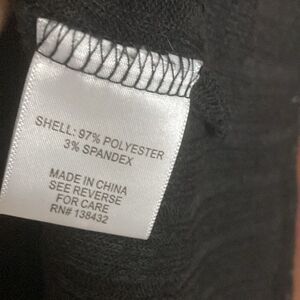 SHELL: 97% POLYESTER
3% SPANDEX
MADE IN CHINA
SEE REVERSE
FOR CARE
RN# 138432